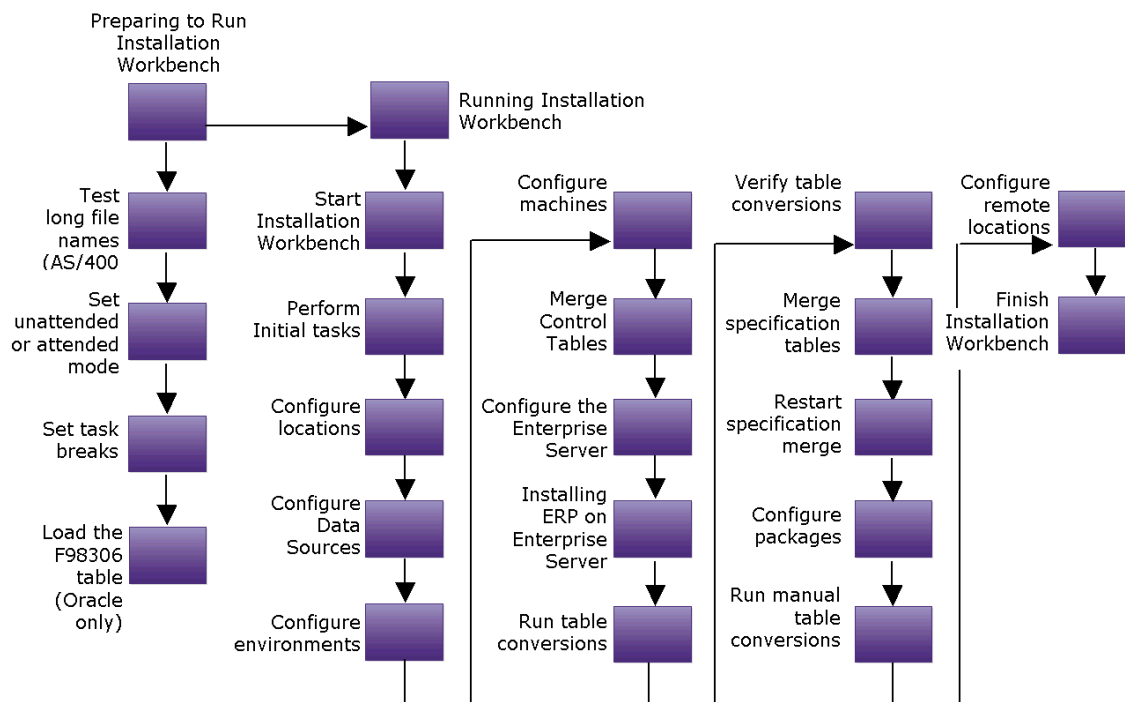 Preparing to Run
Installation
Workbench
Test
long file
names
(AS/400
Set
unattended
or attended
mode
Set task
breaks
Load the
F98306
table
(Oracle
only)
Running Installation
Workbench
Start
Installation
Workbench
Perform
Initial tasks
Configure
locations
Configure
Data
Sources
Configure
environments
Configure
machines
Merge
Control
Tables
Configure the
Enterprise
Server
Installing
ERP on
Enterprise
Server
Run table
conversions
Verify table
conversions
Merge
specification
tables
Restart
specification
merge
Configure
packages
Run manual
table
conversions
Configure
remote
locations
Finish
Installation
Workbench